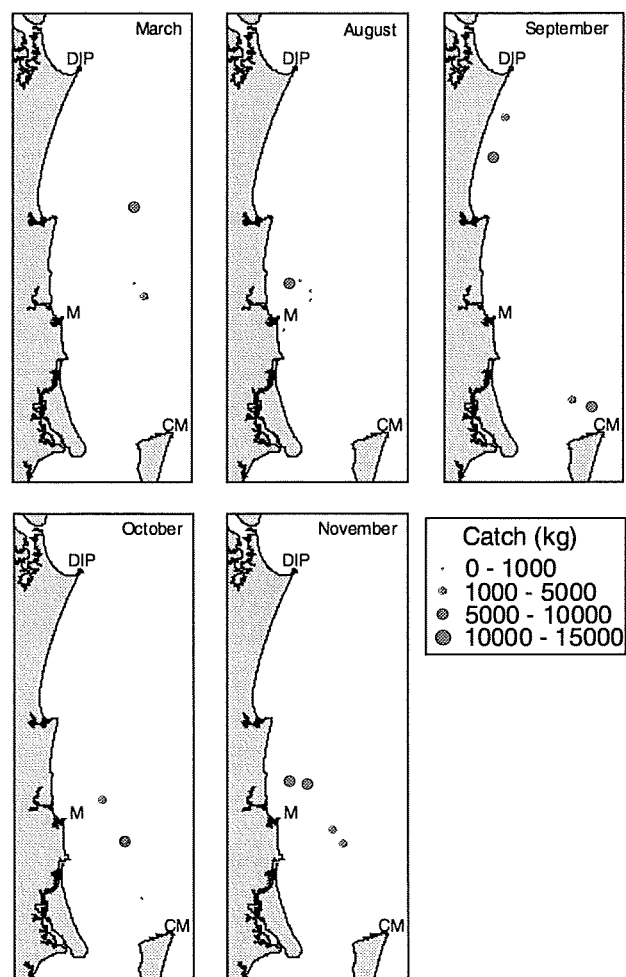 March
DIP
M
CM
August
DIP
M
CM
September
DIP
M
CM
October
DIP
M
CM
November
DIP
M
CM
Catch (kg)
0 - 1000
1000 - 5000
5000 - 10000
10000 - 15000